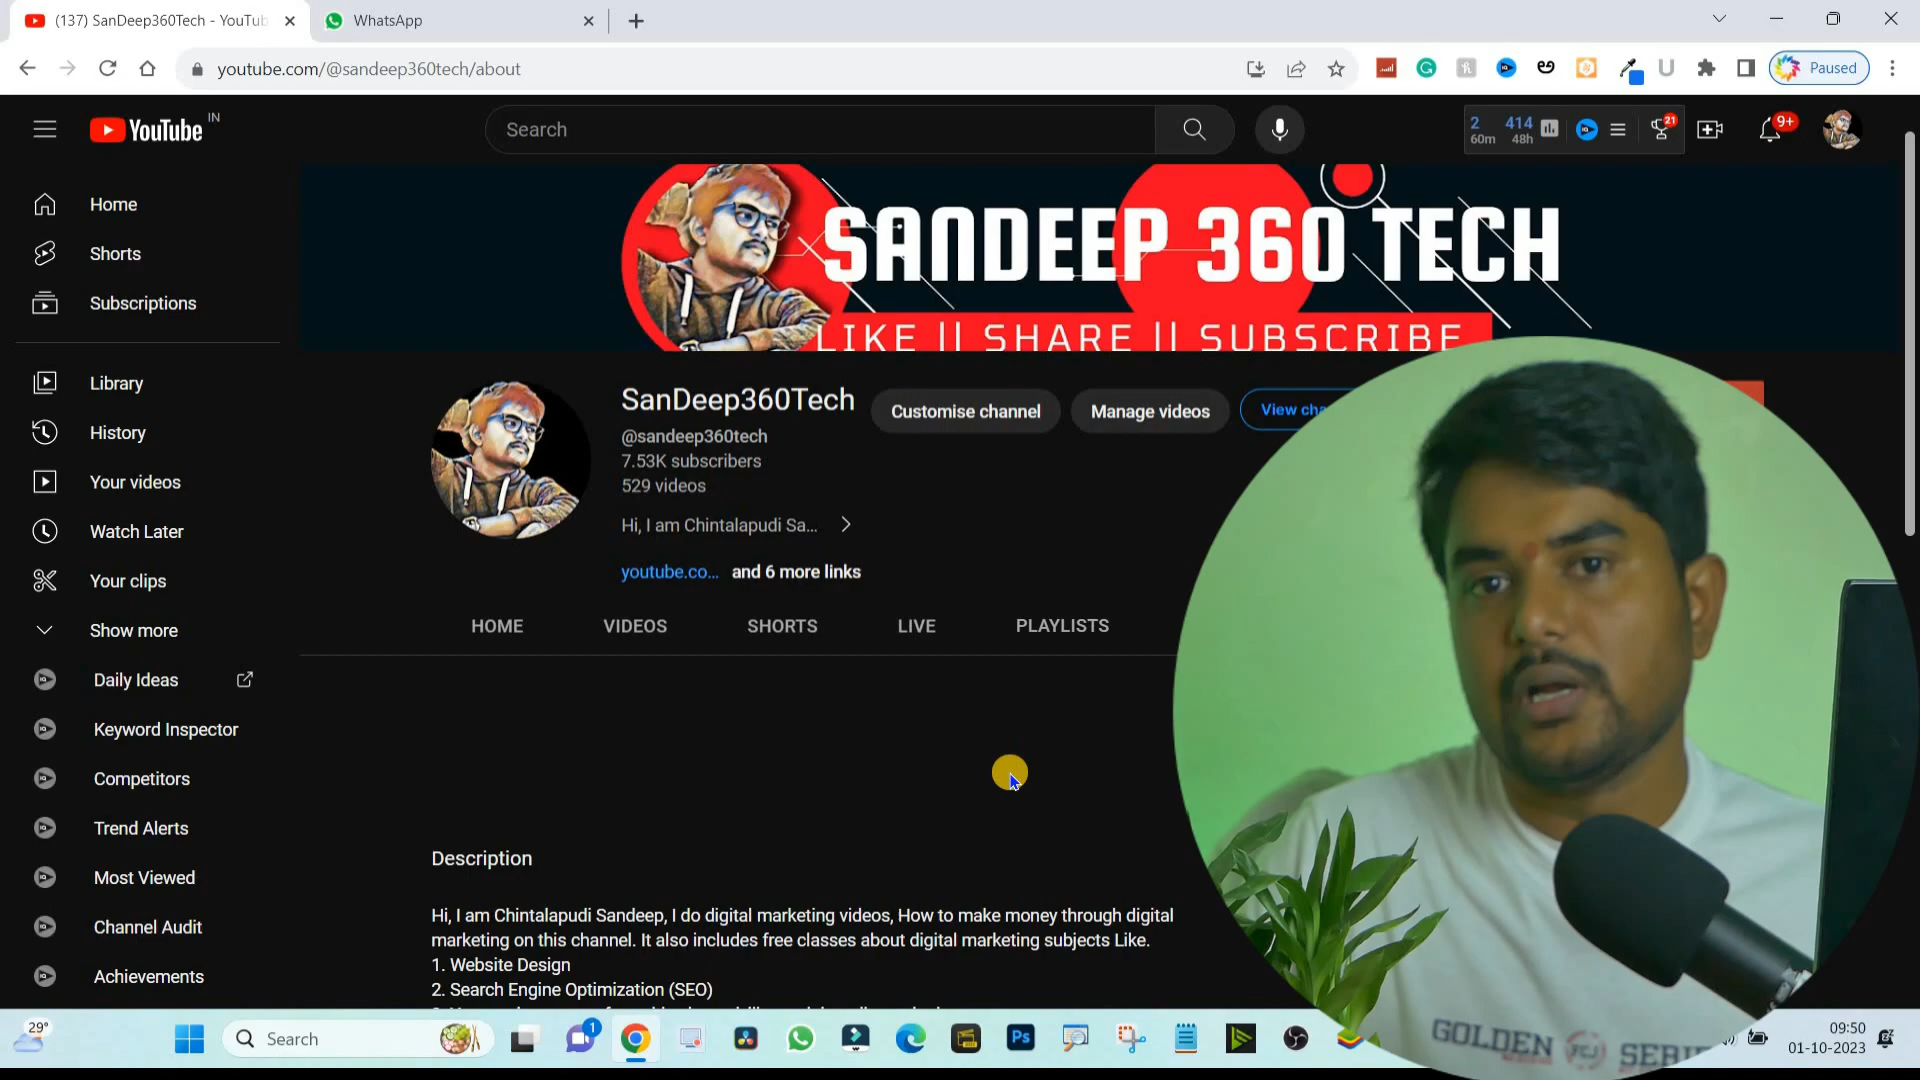 (137) SanDeep360Tech - YouTub
WhatsApp
youtube.com/@sandeep360tech/about
Paused
YouTube IN
Search
2 60m
414 48h
21
9+
Home
Shorts
Subscriptions
Library
History
Your videos
Watch Later
Your clips
Show more
Daily Ideas
Keyword Inspector
Competitors
Trend Alerts
Most Viewed
Channel Audit
Achievements
SANDEEP 360 TECH
LIKE || SHARE || SUBSCRIBE
SanDeep360Tech
Customise channel
Manage videos
View cha
@sandeep360tech
7.53K subscribers
529 videos
Hi, I am Chintalapudi Sa...
youtube.co... and 6 more links
HOME
VIDEOS
SHORTS
LIVE
PLAYLISTS
Description
Hi, I am Chintalapudi Sandeep, I do digital marketing videos, How to make money through digital
marketing on this channel. It also includes free classes about digital marketing subjects Like.
1. Website Design
2. Search Engine Optimization (SEO)
GOLDEN SERIE
29°
Search
1
Ps
09:50
01-10-2023